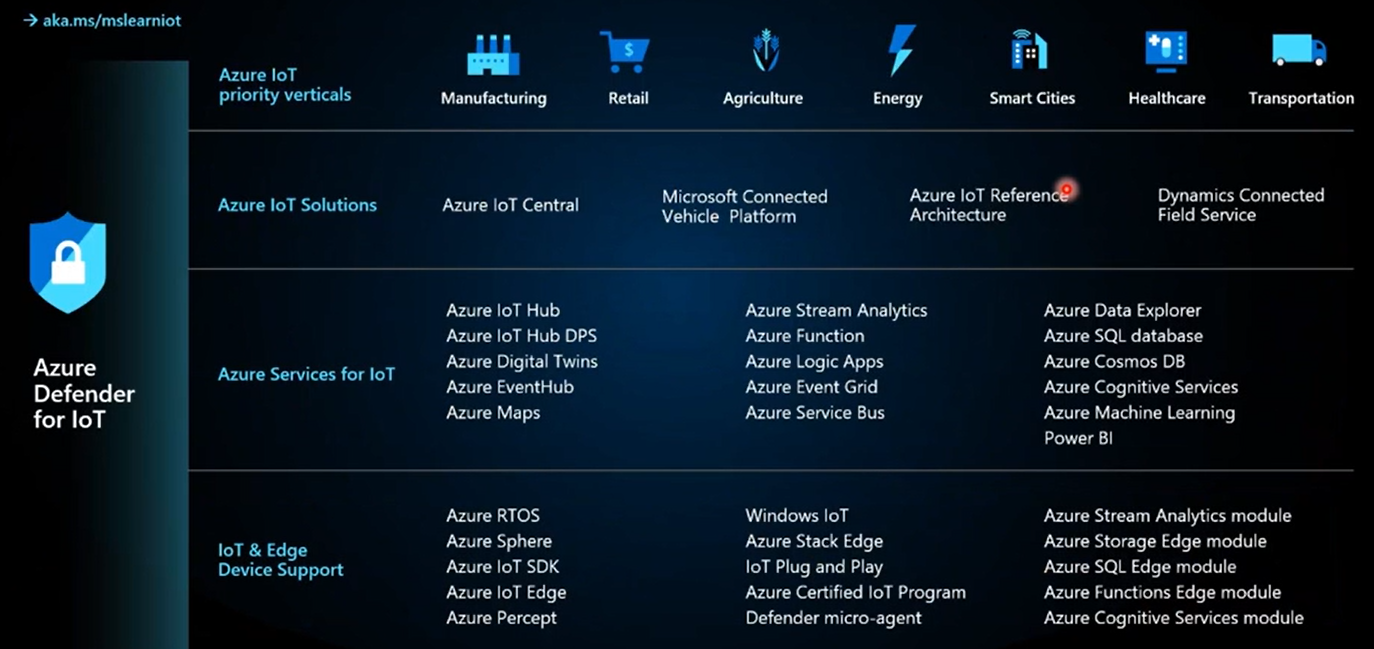 → aka.ms/mslearniot
Azure IoT
priority verticals
Manufacturing
Retail
Agriculture
Energy
Smart Cities
Healthcare
Transportation
Azure IoT Solutions
Azure IoT Central
Microsoft Connected
Vehicle Platform
Azure IoT Reference
Architecture
Dynamics Connected
Field Service
Azure
Defender
for IoT
Azure Services for IoT
Azure IoT Hub
Azure IoT Hub DPS
Azure Digital Twins
Azure EventHub
Azure Maps
Azure Stream Analytics
Azure Function
Azure Logic Apps
Azure Event Grid
Azure Service Bus
Azure Data Explorer
Azure SQL database
Azure Cosmos DB
Azure Cognitive Services
Azure Machine Learning
Power BI
IoT & Edge
Device Support
Azure RTOS
Azure Sphere
Azure IoT SDK
Azure IoT Edge
Azure Percept
Windows IoT
Azure Stack Edge
IoT Plug and Play
Azure Certified IoT Program
Defender micro-agent
Azure Stream Analytics module
Azure Storage Edge module
Azure SQL Edge module
Azure Functions Edge module
Azure Cognitive Services module